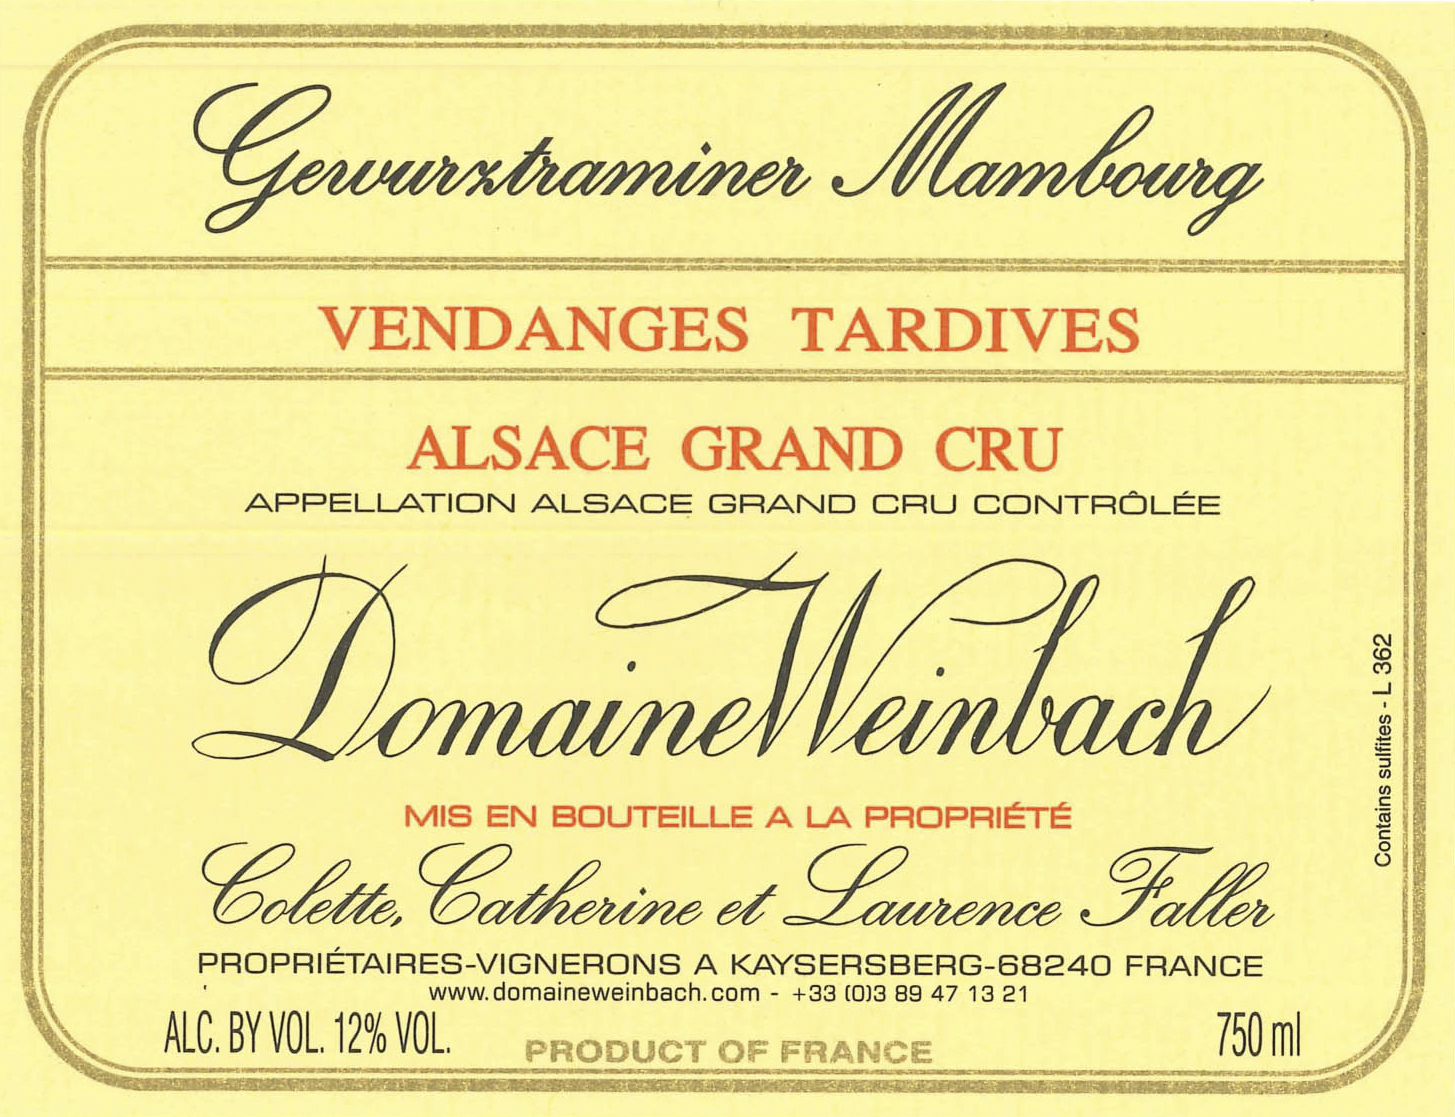 Gewurztraminer Mambourg
VENDANGES TARDIVES
ALSACE GRAND CRU
APPELLATION ALSACE GRAND CRU CONTRÔLÉE
Domaine Weinbach
MIS EN BOUTEILLE A LA PROPRIÉTÉ
Colette, Catherine et Laurence Faller
PROPRIÉTAIRES-VIGNERONS A KAYSERSBERG-68240 FRANCE
www.domaineweinbach.com - +33 (0)3 89 47 13 21
ALC. BY VOL. 12% VOL.
PRODUCT OF FRANCE
750 ml
Contains sulfites - L 362